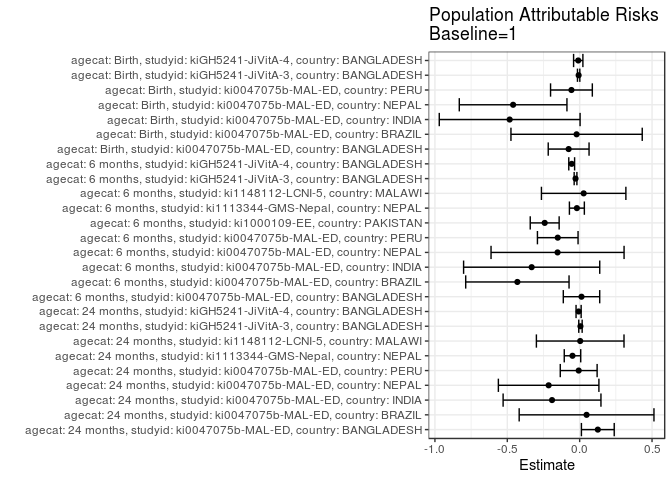 Population Attributable Risks
Baseline=1
agecat: Birth, studyid: kiGH5241-JiVitA-4, country: BANGLADESH
agecat: Birth, studyid: kiGH5241-JiVitA-3, country: BANGLADESH
agecat: Birth, studyid: ki0047075b-MAL-ED, country: PERU
agecat: Birth, studyid: ki0047075b-MAL-ED, country: NEPAL
agecat: Birth, studyid: ki0047075b-MAL-ED, country: INDIA
agecat: Birth, studyid: ki0047075b-MAL-ED, country: BRAZIL
agecat: Birth, studyid: ki0047075b-MAL-ED, country: BANGLADESH
agecat: 6 months, studyid: kiGH5241-JiVitA-4, country: BANGLADESH
agecat: 6 months, studyid: kiGH5241-JiVitA-3, country: BANGLADESH
agecat: 6 months, studyid: ki1148112-LCNI-5, country: MALAWI
agecat: 6 months, studyid: ki1113344-GMS-Nepal, country: NEPAL
agecat: 6 months, studyid: ki1000109-EE, country: PAKISTAN
agecat: 6 months, studyid: ki0047075b-MAL-ED, country: PERU
agecat: 6 months, studyid: ki0047075b-MAL-ED, country: NEPAL
agecat: 6 months, studyid: ki0047075b-MAL-ED, country: INDIA
agecat: 6 months, studyid: ki0047075b-MAL-ED, country: BRAZIL
agecat: 6 months, studyid: ki0047075b-MAL-ED, country: BANGLADESH
agecat: 24 months, studyid: kiGH5241-JiVitA-4, country: BANGLADESH
agecat: 24 months, studyid: kiGH5241-JiVitA-3, country: BANGLADESH
agecat: 24 months, studyid: ki1148112-LCNI-5, country: MALAWI
agecat: 24 months, studyid: ki1113344-GMS-Nepal, country: NEPAL
agecat: 24 months, studyid: ki0047075b-MAL-ED, country: PERU
agecat: 24 months, studyid: ki0047075b-MAL-ED, country: NEPAL
agecat: 24 months, studyid: ki0047075b-MAL-ED, country: INDIA
agecat: 24 months, studyid: ki0047075b-MAL-ED, country: BRAZIL
agecat: 24 months, studyid: ki0047075b-MAL-ED, country: BANGLADESH
-1.0 -0.5 0.0 0.5
Estimate